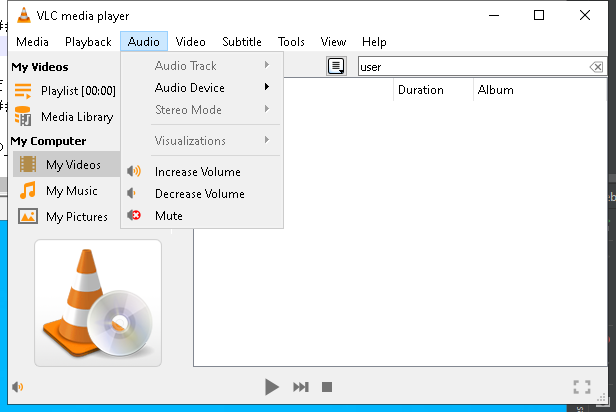 VLC media player
Media Playback Audio Video Subtitle Tools View Help
My Videos
Playlist [00:00]
Media Library
My Computer
My Videos
My Music
My Pictures
Audio Track
Audio Device
Stereo Mode
Visualizations
Increase Volume
Decrease Volume
Mute
user
Duration Album